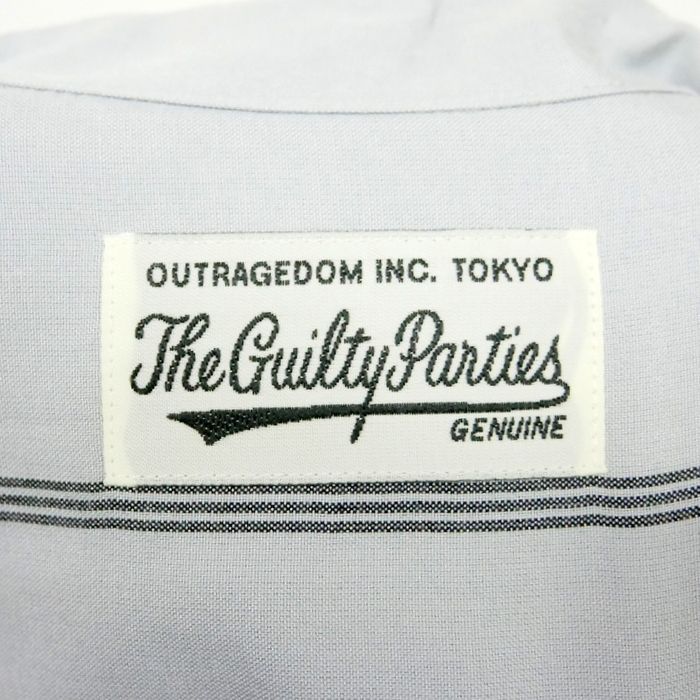 OUTRAGEDOM INC. TOKYO
The Guilty Parties
GENUINE